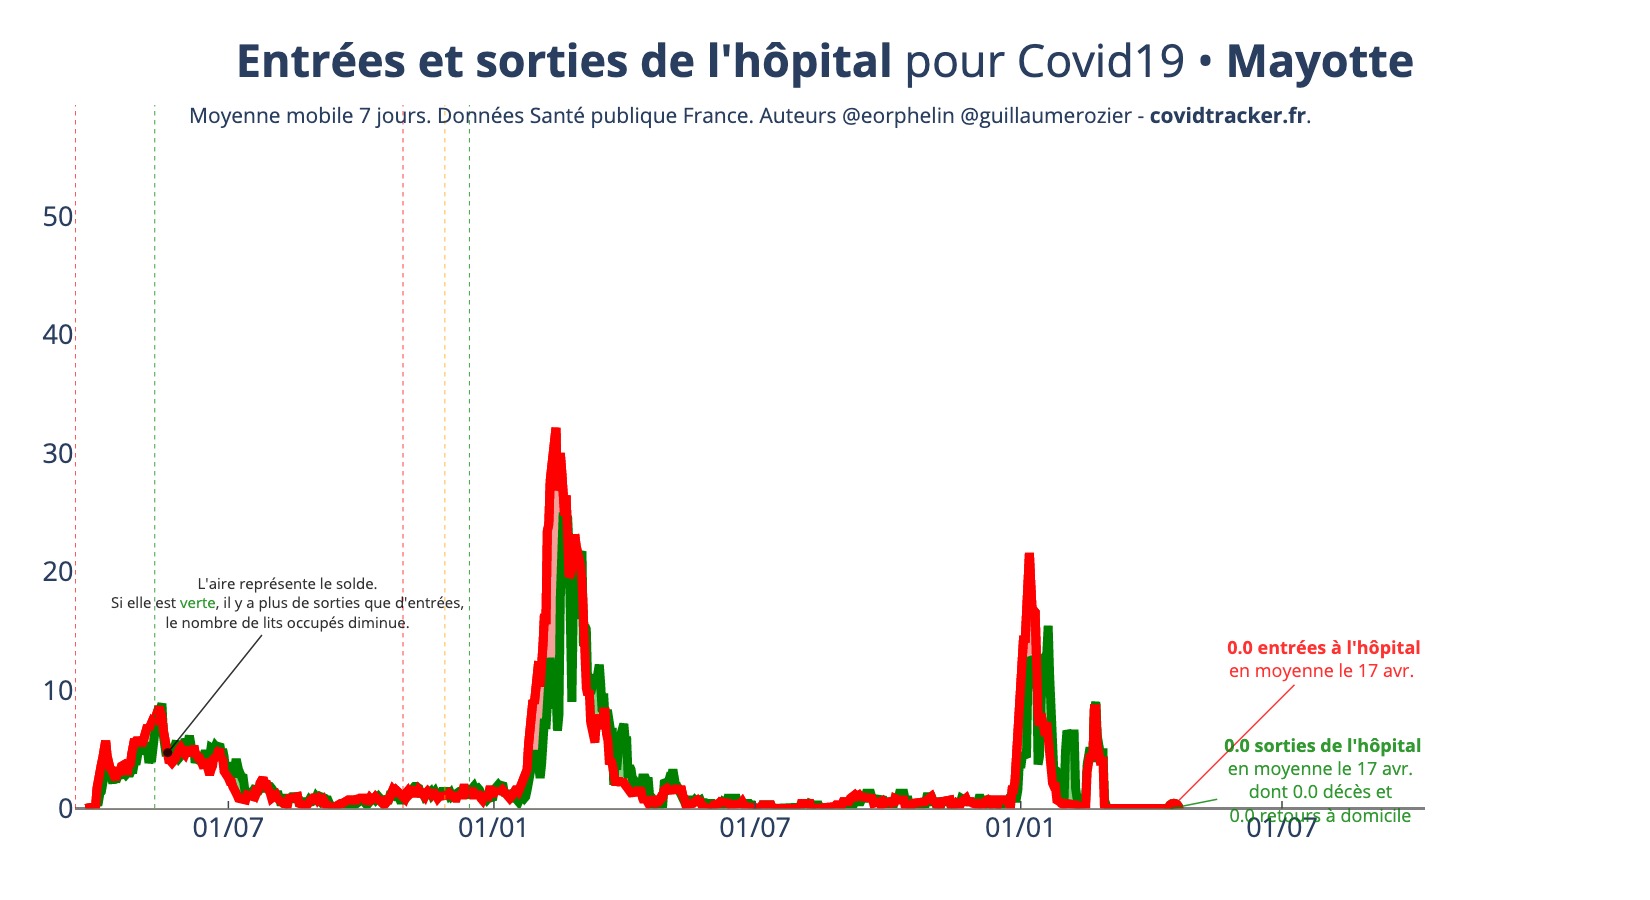 Entrées et sorties de l'hôpital pour Covid19 • Mayotte
Moyenne mobile 7 jours. Données Santé publique France. Auteurs @eorphelin @guillaumerozier - covidtracker.fr.
50
40
30
20
10
0
L'aire représente le solde.
Si elle est verte, il y a plus de sorties que d'entrées,
le nombre de lits occupés diminue.
0.0 entrées à l'hôpital
en moyenne le 17 avr.
0.0 sorties de l'hôpital
en moyenne le 17 avr.
dont 0.0 décès et
0.0 retours à domicile
01/07
01/01
01/07
01/01
01/07